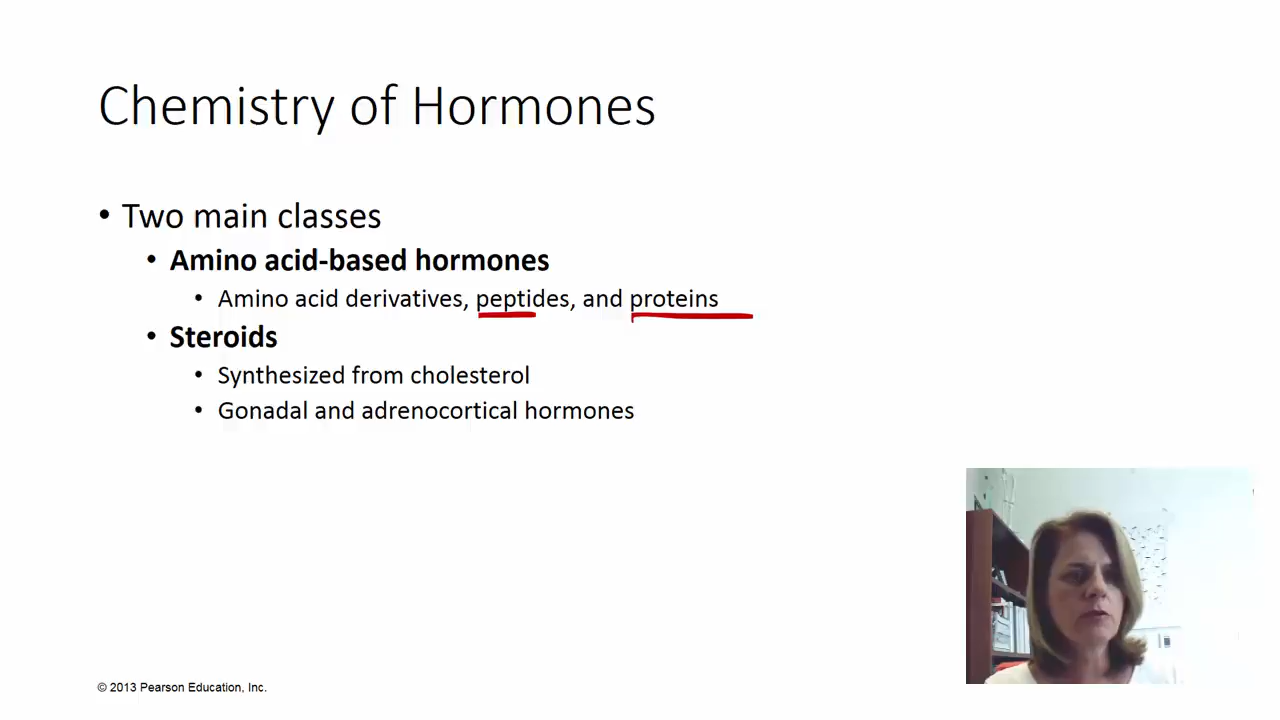 Chemistry of Hormones
• Two main classes
• Amino acid-based hormones
• Amino acid derivatives, peptides, and proteins
• Steroids
• Synthesized from cholesterol
• Gonadal and adrenocortical hormones
© 2013 Pearson Education, Inc.